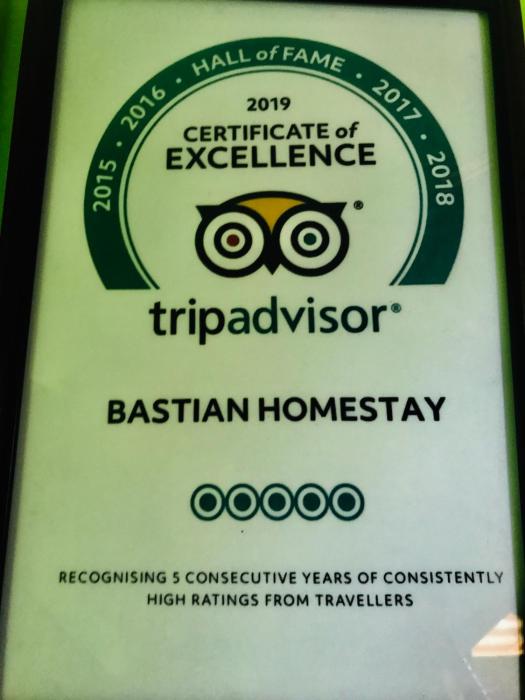 2015 • 2016 • HALL of FAME • 2017 • 2018
2019
CERTIFICATE of
EXCELLENCE
®
tripadvisor®
BASTIAN HOMESTAY
RECOGNISING 5 CONSECUTIVE YEARS OF CONSISTENTLY
HIGH RATINGS FROM TRAVELLERS